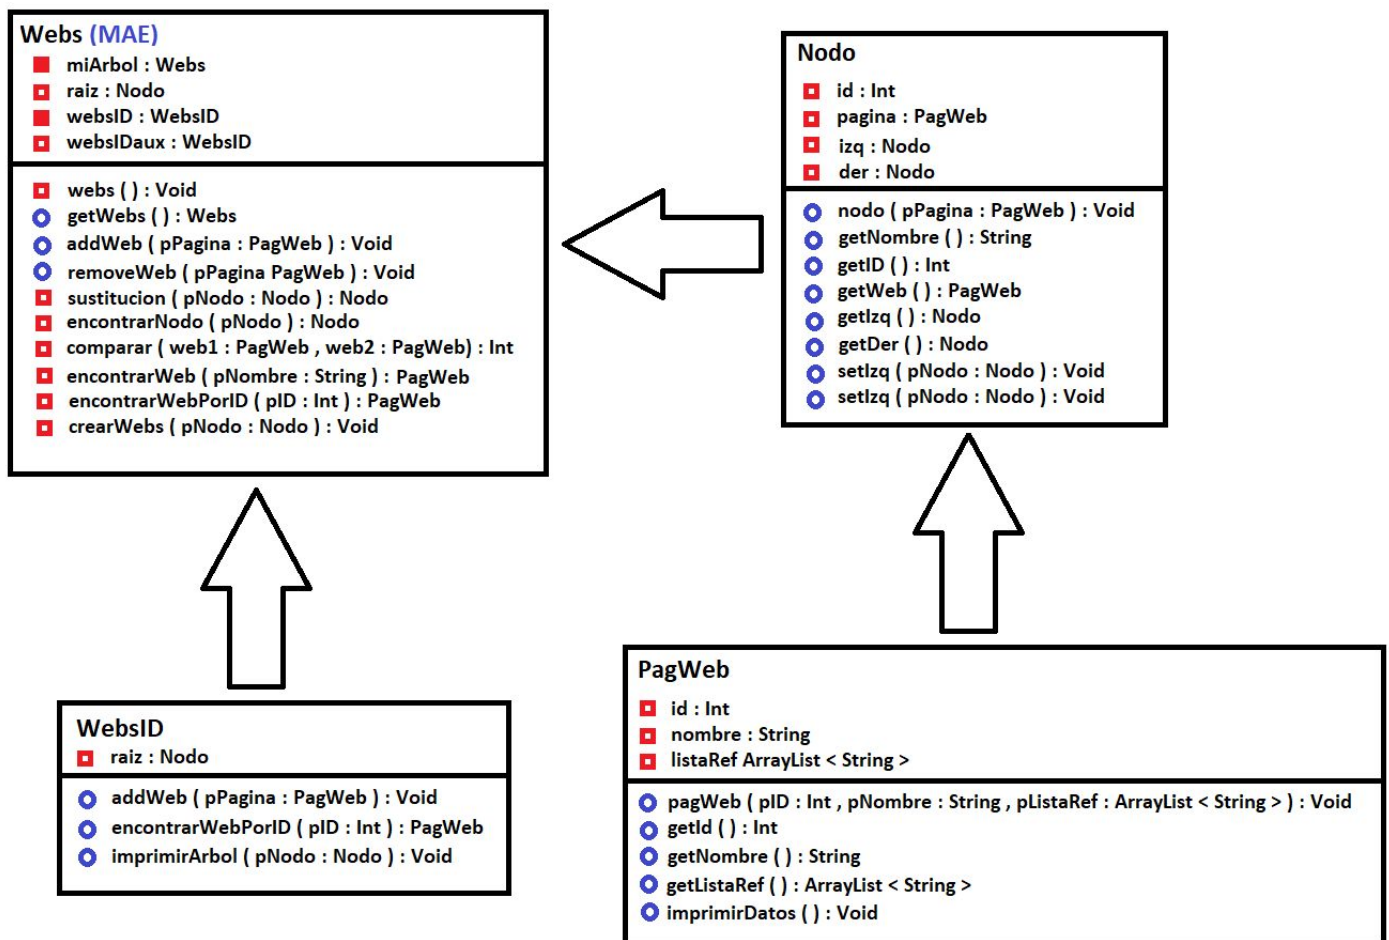 Webs (MAE)
miArbol : Webs
raiz : Nodo
websID : WebsID
websIDaux : WebsID
webs ( ) : Void
getWebs ( ) : Webs
addWeb ( pPagina : PagWeb ) : Void
removeWeb ( pPagina PagWeb ) : Void
sustitucion ( pNodo : Nodo ) : Nodo
encontrarNodo ( pNodo ) : Nodo
comparar ( web1 : PagWeb , web2 : PagWeb) : Int
encontrarWeb ( pNombre : String ) : PagWeb
encontrarWebPorID ( pID : Int ) : PagWeb
crearWebs ( pNodo : Nodo ) : Void
Nodo
id : Int
pagina : PagWeb
izq : Nodo
der : Nodo
nodo ( pPagina : PagWeb ) : Void
getNombre ( ) : String
getID ( ) : Int
getWeb ( ) : PagWeb
getIzq ( ) : Nodo
getDer ( ) : Nodo
setIzq ( pNodo : Nodo ) : Void
setIzq ( pNodo : Nodo ) : Void
WebsID
raiz : Nodo
addWeb ( pPagina : PagWeb ) : Void
encontrarWebPorID ( pID : Int ) : PagWeb
imprimirArbol ( pNodo : Nodo ) : Void
PagWeb
id : Int
nombre : String
listaRef ArrayList < String >
pagWeb ( pID : Int , pNombre : String , pListaRef : ArrayList < String > ) : Void
getId ( ) : Int
getNombre ( ) : String
getListaRef ( ) : ArrayList < String >
imprimirDatos ( ) : Void